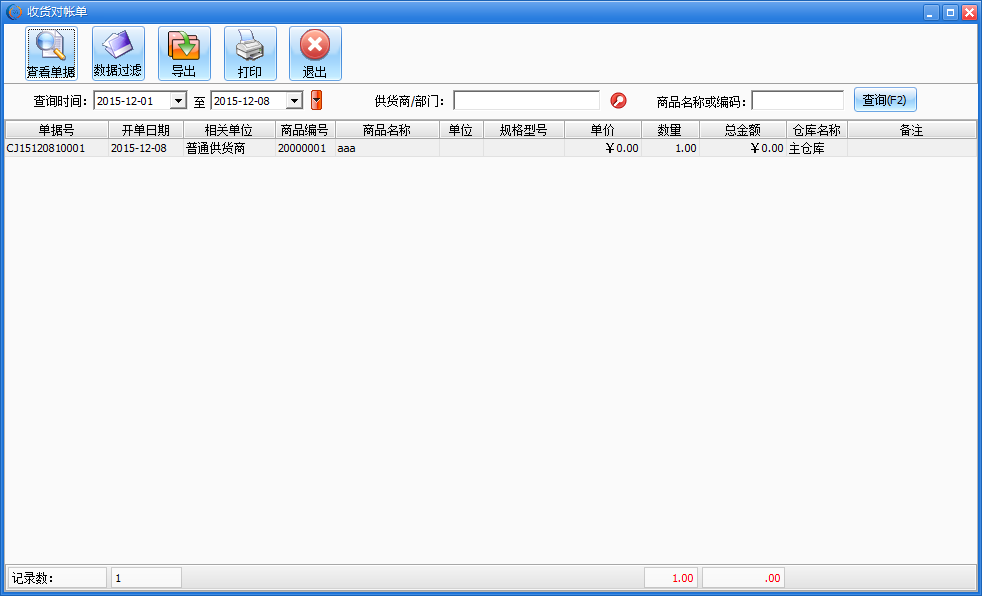 收货对帐单
查看单据 数据过滤 导出 打印 退出
查询时间: 2015-12-01 至 2015-12-08 供货商/部门: 商品名称或编码: 查询(F2)
单据号 开单日期 相关单位 商品编号 商品名称 单位 规格型号 单价 数量 总金额 仓库名称 备注
CJ15120810001 2015-12-08 普通供货商 20000001 aaa ￥0.00 1.00 ￥0.00 主仓库
记录数: 1 1.00 .00